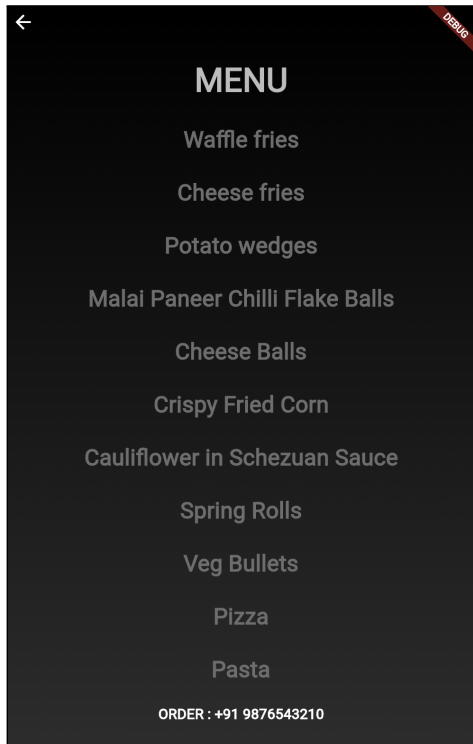 DEBUG
MENU
Waffle fries
Cheese fries
Potato wedges
Malai Paneer Chilli Flake Balls
Cheese Balls
Crispy Fried Corn
Cauliflower in Schezuan Sauce
Spring Rolls
Veg Bullets
Pizza
Pasta
ORDER : +91 9876543210